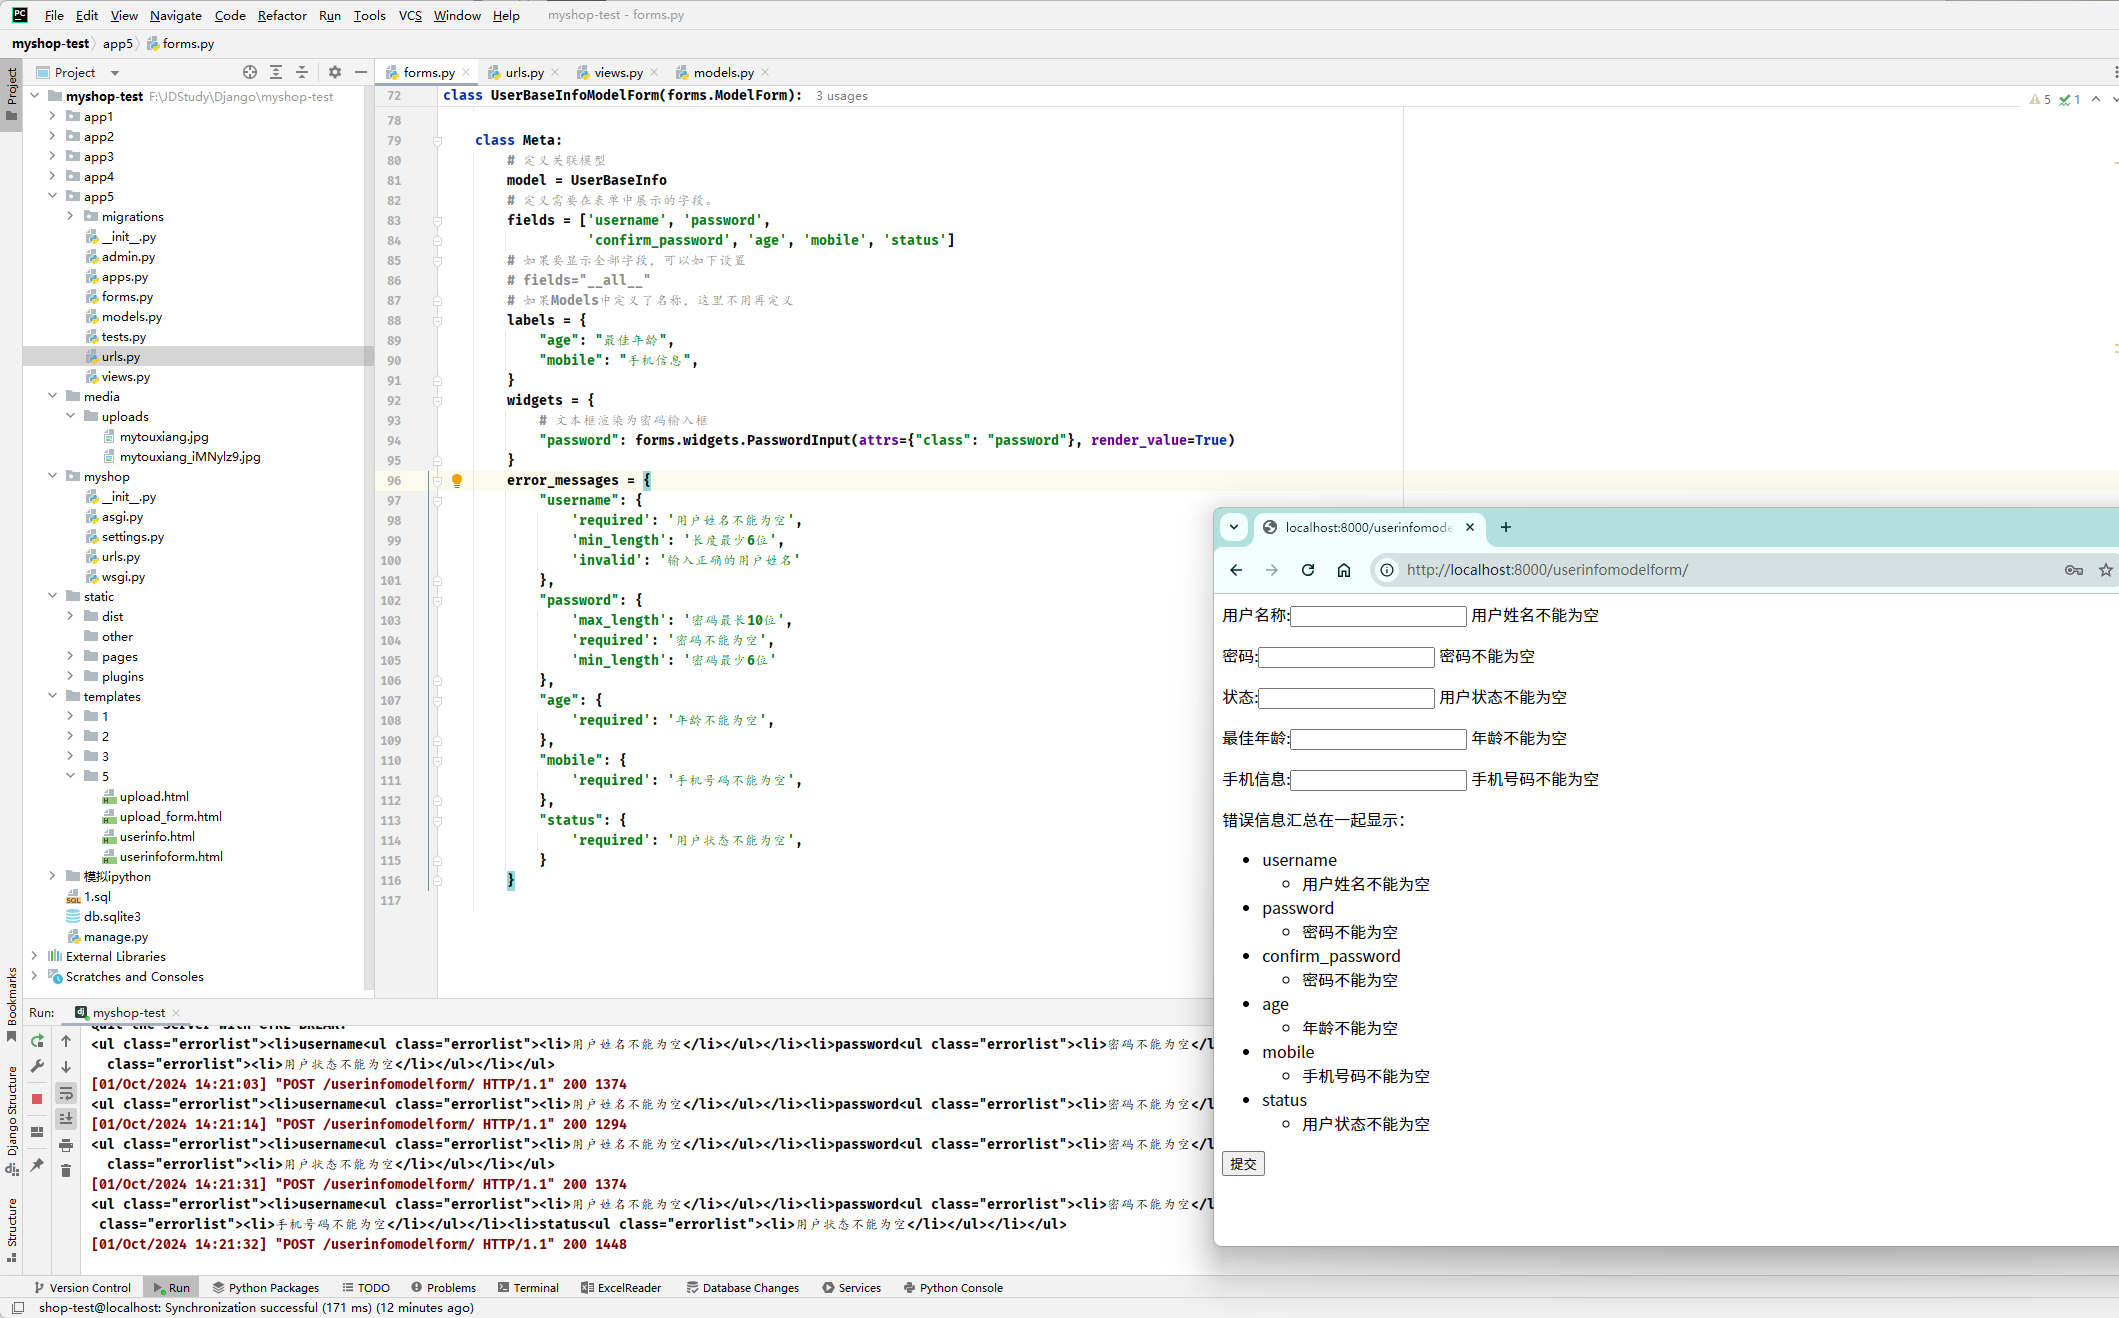 File Edit View Navigate Code Refactor Run Tools VCS Window Help myshop-test - forms.py
myshop-test app5 forms.py
Project
Project
forms.py urls.py views.py models.py
myshop-test F:\JDStudy\Django\myshop-test
app1
app2
app3
app4
app5
migrations
__init__.py
admin.py
apps.py
forms.py
models.py
tests.py
urls.py
views.py
media
uploads
mytouxiang.jpg
mytouxiang_iMNylz9.jpg
myshop
__init__.py
asgi.py
settings.py
urls.py
wsgi.py
static
dist
other
pages
plugins
templates
1
2
3
5
upload.html
upload_form.html
userinfo.html
userinfoform.html
模拟ipython
1.sql
db.sqlite3
manage.py
External Libraries
Scratches and Consoles
72 class UserBaseInfoModelForm(forms.ModelForm): 3 usages
5 1
78
79 class Meta:
80 # 定义关联模型
81 model = UserBaseInfo
82 # 定义需要在表单中展示的字段。
83 fields = ['username', 'password',
84 'confirm_password', 'age', 'mobile', 'status']
85 # 如果要显示全部字段，可以如下设置
86 # fields="__all__"
87 # 如果Models中定义了名称，这里不用再定义
88 labels = {
89 "age": "最佳年龄",
90 "mobile": "手机信息",
91 }
92 widgets = {
93 # 文本框渲染为密码输入框
94 "password": forms.widgets.PasswordInput(attrs={"class": "password"}, render_value=True)
95 }
96 error_messages = {
97 "username": {
98 'required': '用户姓名不能为空',
99 'min_length': '长度最少6位',
100 'invalid': '输入正确的用户姓名'
101 },
102 "password": {
103 'max_length': '密码最长10位',
104 'required': '密码不能为空',
105 'min_length': '密码最少6位'
106 },
107 "age": {
108 'required': '年龄不能为空',
109 },
110 "mobile": {
111 'required': '手机号码不能为空',
112 },
113 "status": {
114 'required': '用户状态不能为空',
115 }
116 }
117
localhost:8000/userinfomode
http://localhost:8000/userinfomodelform/
用户名称: 用户姓名不能为空
密码: 密码不能为空
状态: 用户状态不能为空
最佳年龄: 年龄不能为空
手机信息: 手机号码不能为空
错误信息汇总在一起显示：
username
用户姓名不能为空
password
密码不能为空
confirm_password
密码不能为空
age
年龄不能为空
mobile
手机号码不能为空
status
用户状态不能为空
提交
Bookmarks
Django Structure
Structure
Run: myshop-test
Quit the server with CTRL-BREAK.
<ul class="errorlist"><li>username<ul class="errorlist"><li>用户姓名不能为空</li></ul></li><li>password<ul class="errorlist"><li>密码不能为空</l
class="errorlist"><li>用户状态不能为空</li></ul></li></ul>
[01/Oct/2024 14:21:03] "POST /userinfomodelform/ HTTP/1.1" 200 1374
<ul class="errorlist"><li>username<ul class="errorlist"><li>用户姓名不能为空</li></ul></li><li>password<ul class="errorlist"><li>密码不能为空</l
[01/Oct/2024 14:21:14] "POST /userinfomodelform/ HTTP/1.1" 200 1294
<ul class="errorlist"><li>username<ul class="errorlist"><li>用户姓名不能为空</li></ul></li><li>password<ul class="errorlist"><li>密码不能为空</l
class="errorlist"><li>用户状态不能为空</li></ul></li></ul>
[01/Oct/2024 14:21:31] "POST /userinfomodelform/ HTTP/1.1" 200 1374
<ul class="errorlist"><li>username<ul class="errorlist"><li>用户姓名不能为空</li></ul></li><li>password<ul class="errorlist"><li>密码不能为空</l
class="errorlist"><li>手机号码不能为空</li></ul></li><li>status<ul class="errorlist"><li>用户状态不能为空</li></ul></li></ul>
[01/Oct/2024 14:21:32] "POST /userinfomodelform/ HTTP/1.1" 200 1448
Version Control Run Python Packages TODO Problems Terminal ExcelReader Database Changes Services Python Console
shop-test@localhost: Synchronization successful (171 ms) (12 minutes ago)